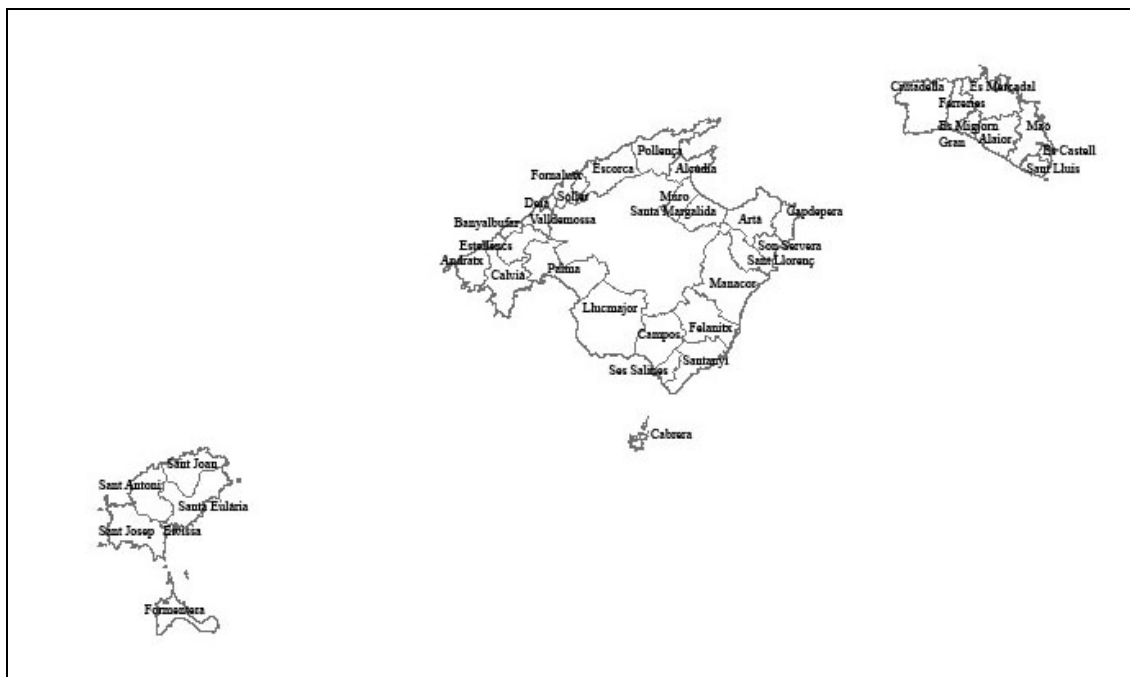 Ciutadella
Es Mercadal
Ferreries
Es Migjorn
Gran
Alaior
Maó
Es Castell
Sant Lluís
Pollença
Fornalutx
Escorca
Alcúdia
Deià
Sóller
Muro
Santa Margalida
Banyalbufar
Valldemossa
Artà
Capdepera
Estellencs
Son Servera
Andratx
Sant Llorenç
Calvià
Palma
Manacor
Llucmajor
Campos
Felanitx
Ses Salines
Santanyí
Cabrera
Sant Joan
Sant Antoni
Santa Eulària
Sant Josep
Eivissa
Formentera